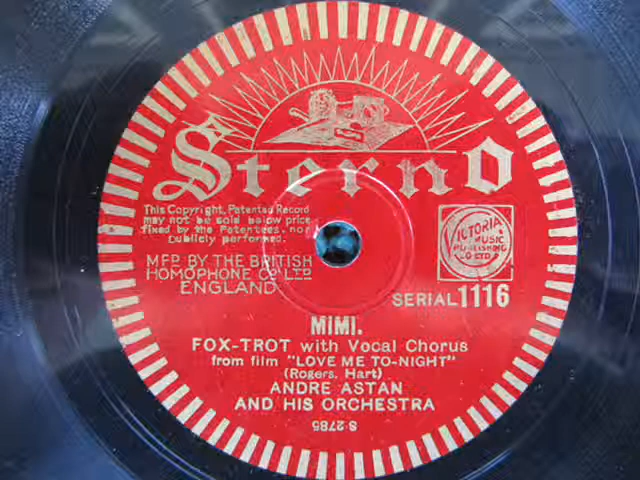 Sterno
This Copyright Patented Record
may not be sold below price
fixed by the Patentees, nor
publicly performed.
MFD BY THE BRITISH
HOMOPHONE CO LTD
ENGLAND
VICTORIA
MUSIC
PUBLISHING
CO LTD
SERIAL 1116
MIMI.
FOX-TROT with Vocal Chorus
from film "LOVE ME TO-NIGHT"
(Rogers, Hart)
ANDRE ASTAN
AND HIS ORCHESTRA
S-2785